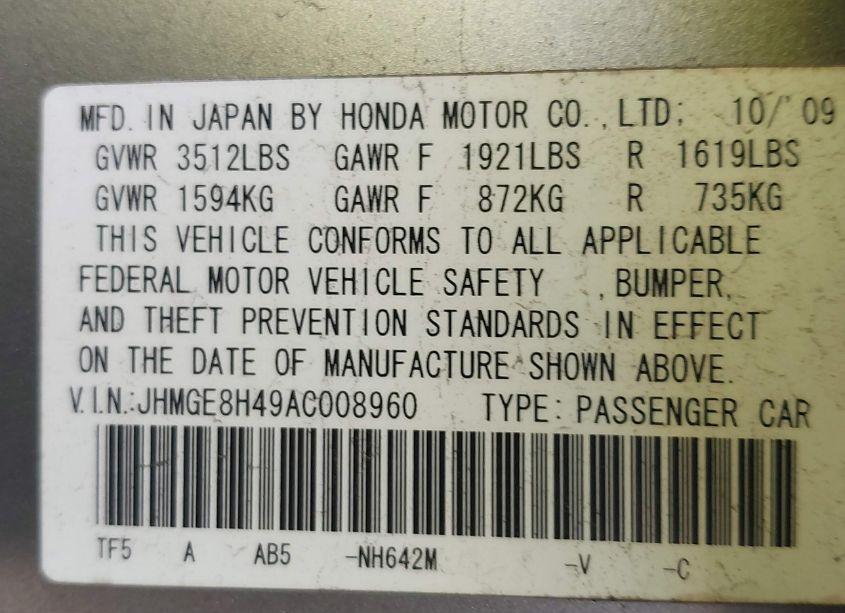 MFD. IN JAPAN BY HONDA MOTOR CO.,LTD; 10/'09
GVWR 3512LBS GAWR F 1921LBS R 1619LBS
GVWR 1594KG GAWR F 872KG R 735KG
THIS VEHICLE CONFORMS TO ALL APPLICABLE
FEDERAL MOTOR VEHICLE SAFETY ,BUMPER,
AND THEFT PREVENTION STANDARDS IN EFFECT
ON THE DATE OF MANUFACTURE SHOWN ABOVE.
V.I.N.:JHMGE8H49AC008960 TYPE: PASSENGER CAR
TF5 A AB5 -NH642M -V -C